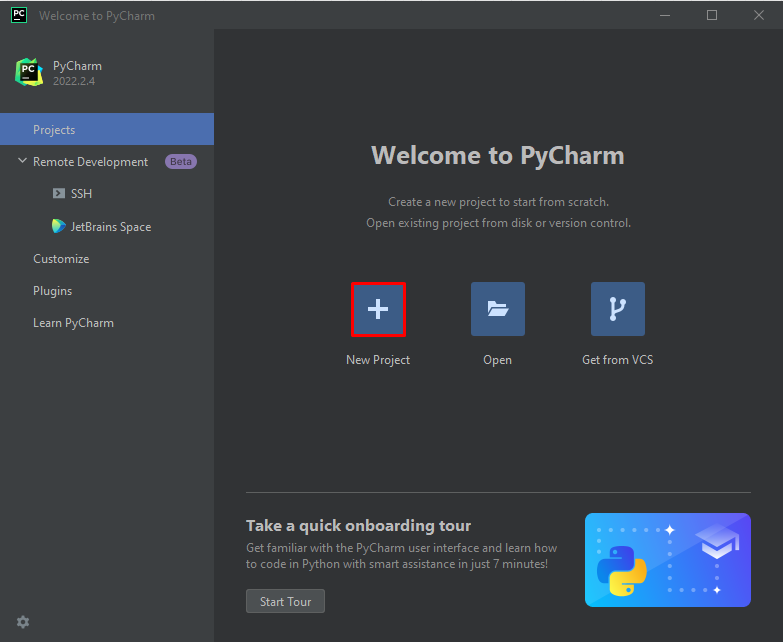 PC
Welcome to PyCharm
PC
PyCharm
2022.2.4
Projects
Remote Development Beta
SSH
JetBrains Space
Customize
Plugins
Learn PyCharm
Welcome to PyCharm
Create a new project to start from scratch.
Open existing project from disk or version control.
New Project
Open
Get from VCS
Take a quick onboarding tour
Get familiar with the PyCharm user interface and learn how
to code in Python with smart assistance in just 7 minutes!
Start Tour